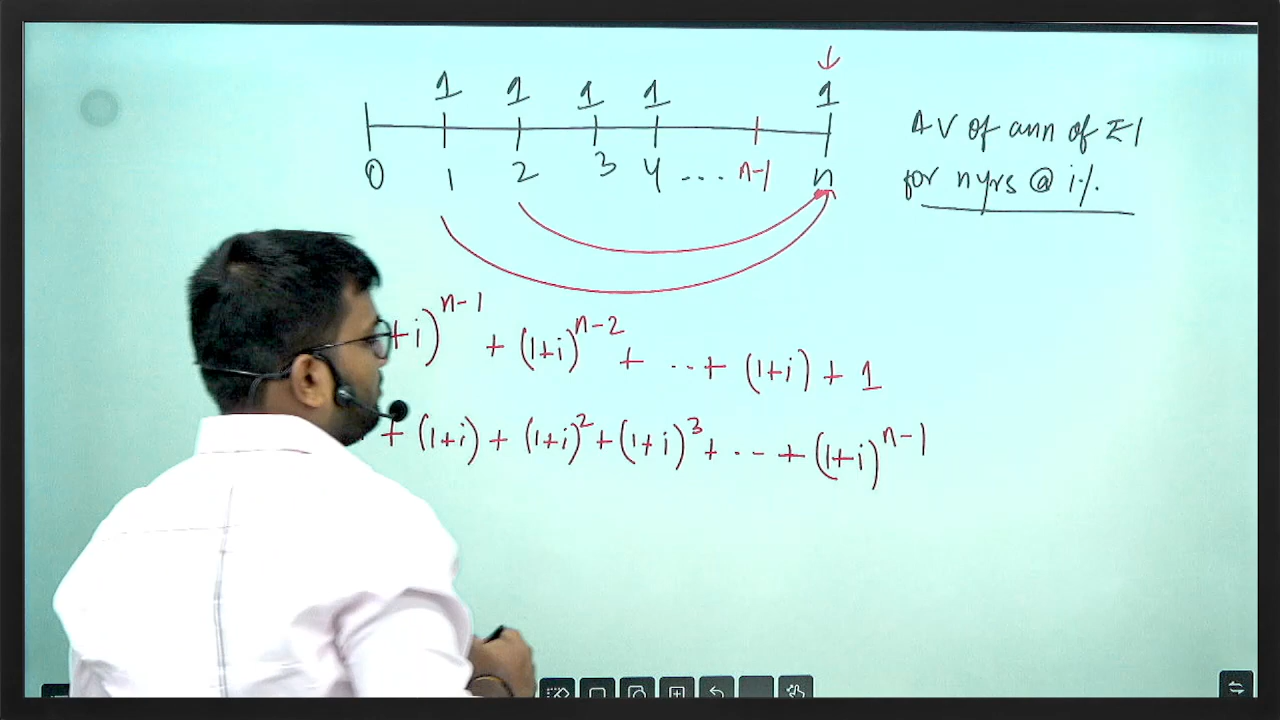 1 1 1 1 1
0 1 2 3 4 ... n-1 n
AV of ann of ₹1
for n yrs @ i%.
+i)^{n-1} + (1+i)^{n-2} + ... + (1+i) + 1
+ (1+i) + (1+i)^2 + (1+i)^3 + ... + (1+i)^{n-1}